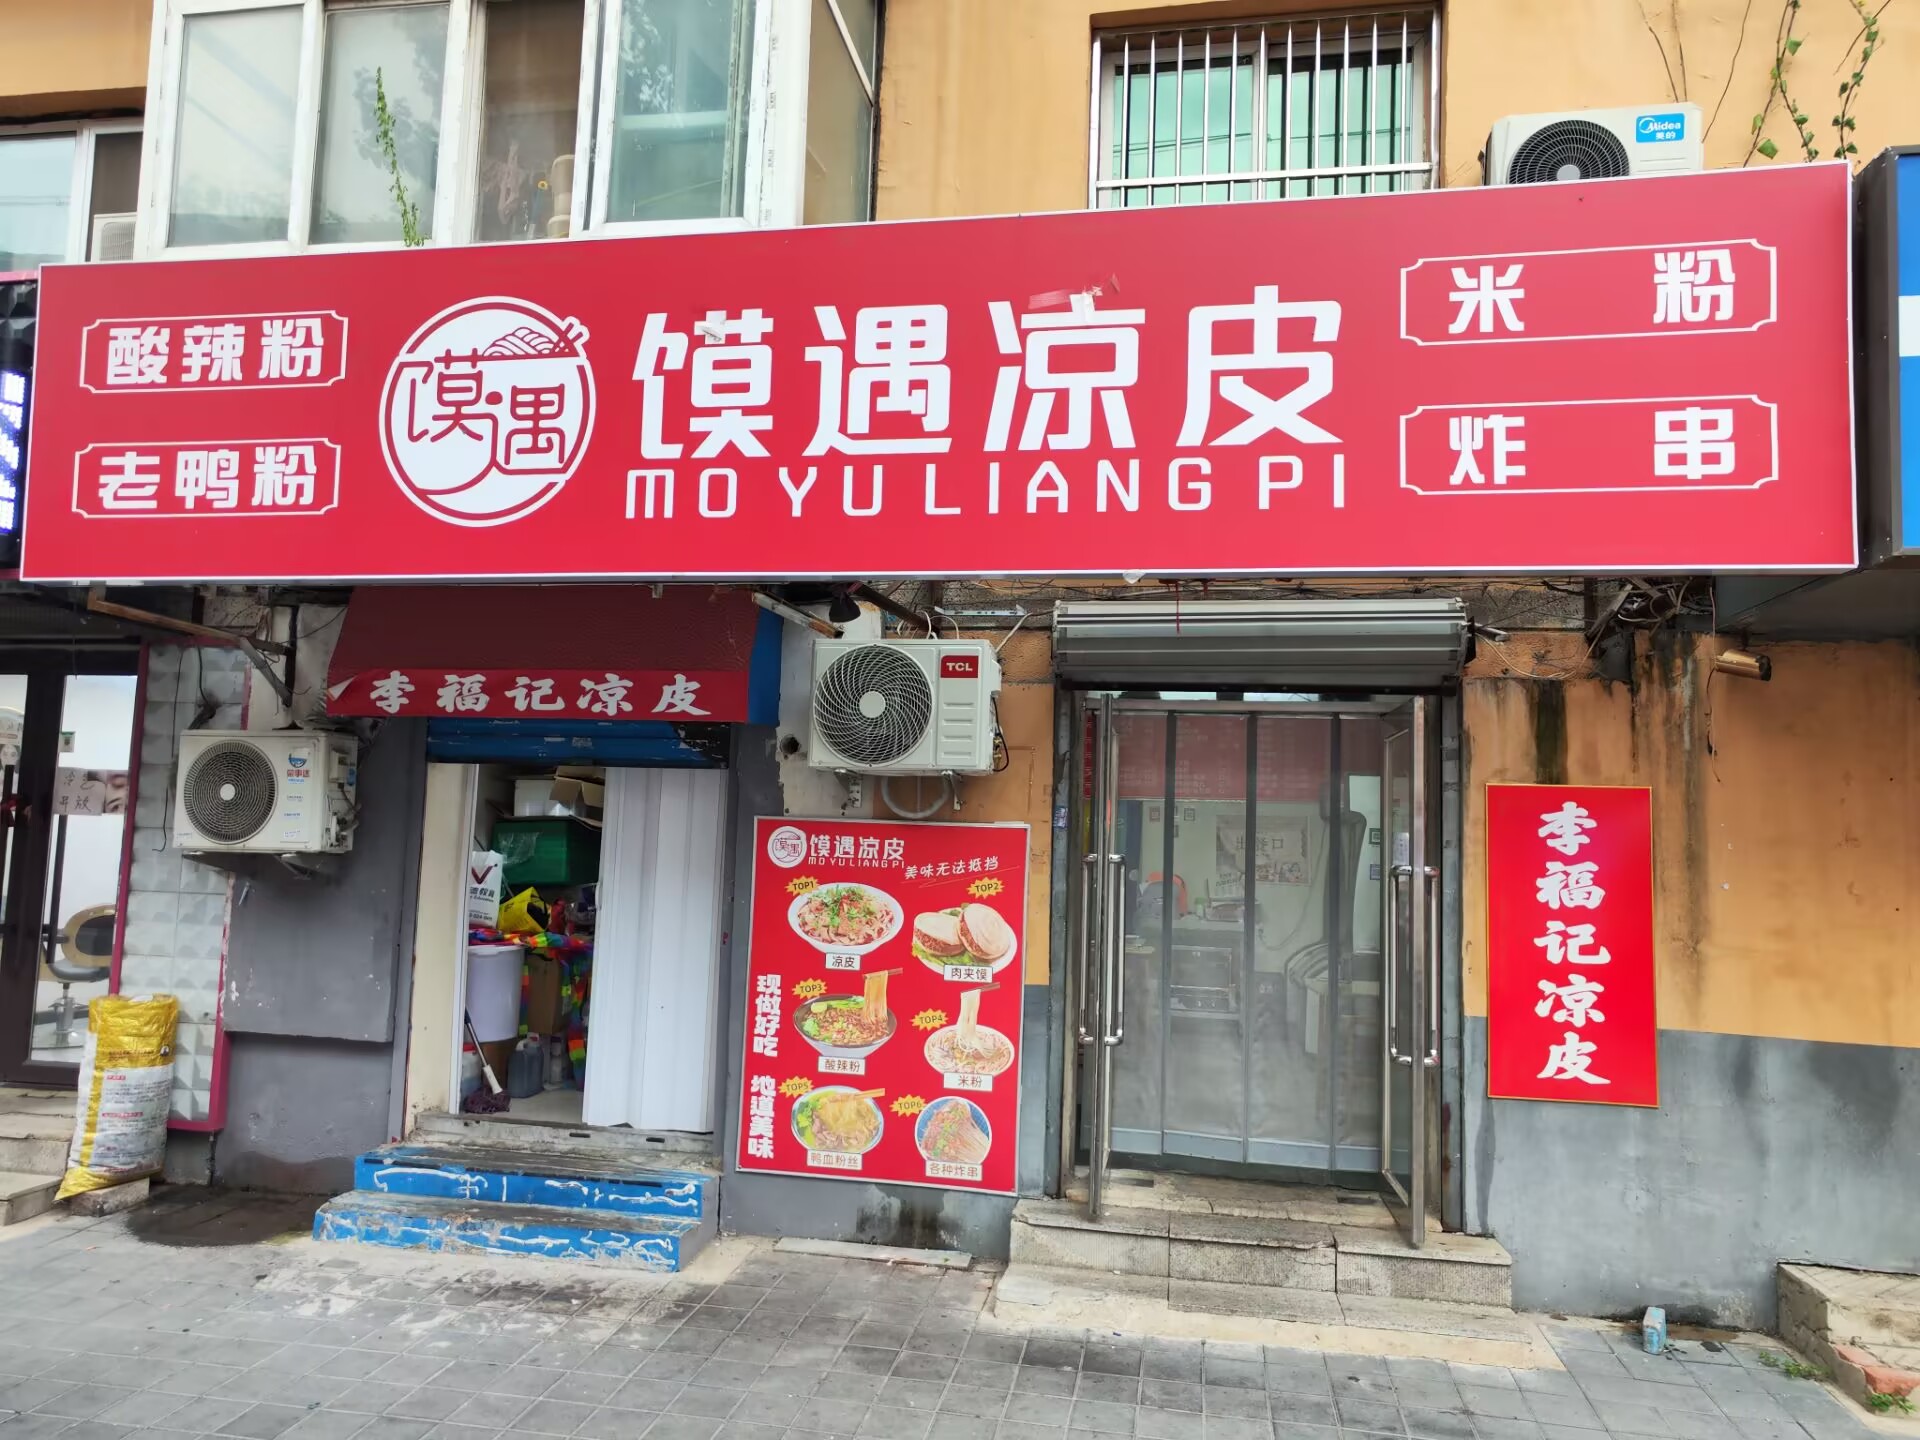 酸辣粉
老鸭粉
馍遇
馍遇凉皮
MO YU LIANG PI
米 粉
炸 串
Midea
美的
李福记凉皮
TCL
馍遇
馍遇凉皮
MO YU LIANG PI
美味无法抵挡
TOP1
凉皮
TOP2
肉夹馍
TOP3
酸辣粉
TOP4
米粉
TOP5
鸭血粉丝
TOP6
各种炸串
现做好吃
地道美味
李福记凉皮